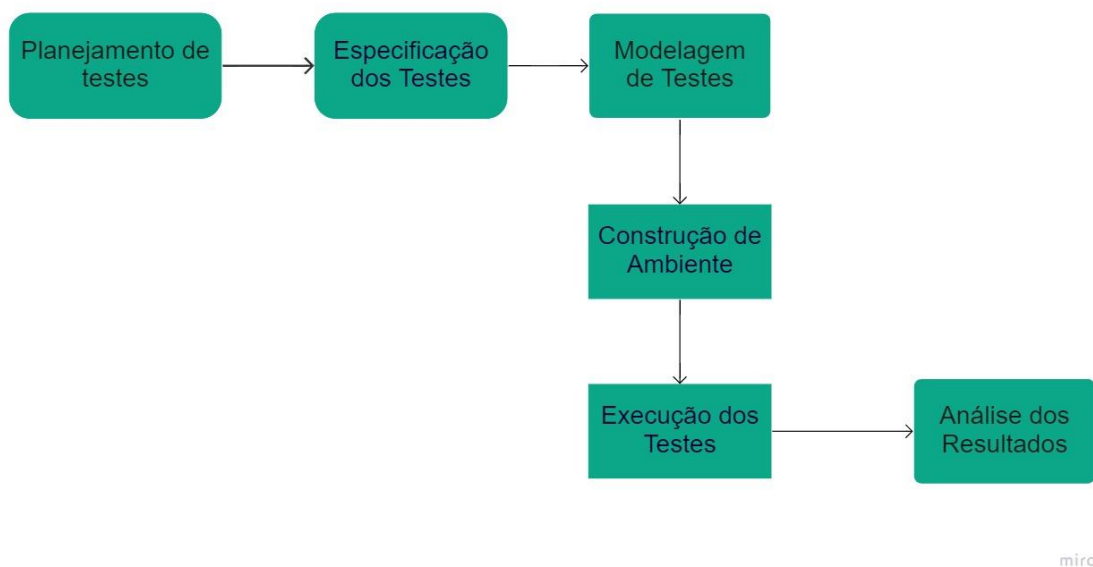 Planejamento de
testes
Especificação
dos Testes
Modelagem
de Testes
Construção de
Ambiente
Execução dos
Testes
Análise dos
Resultados